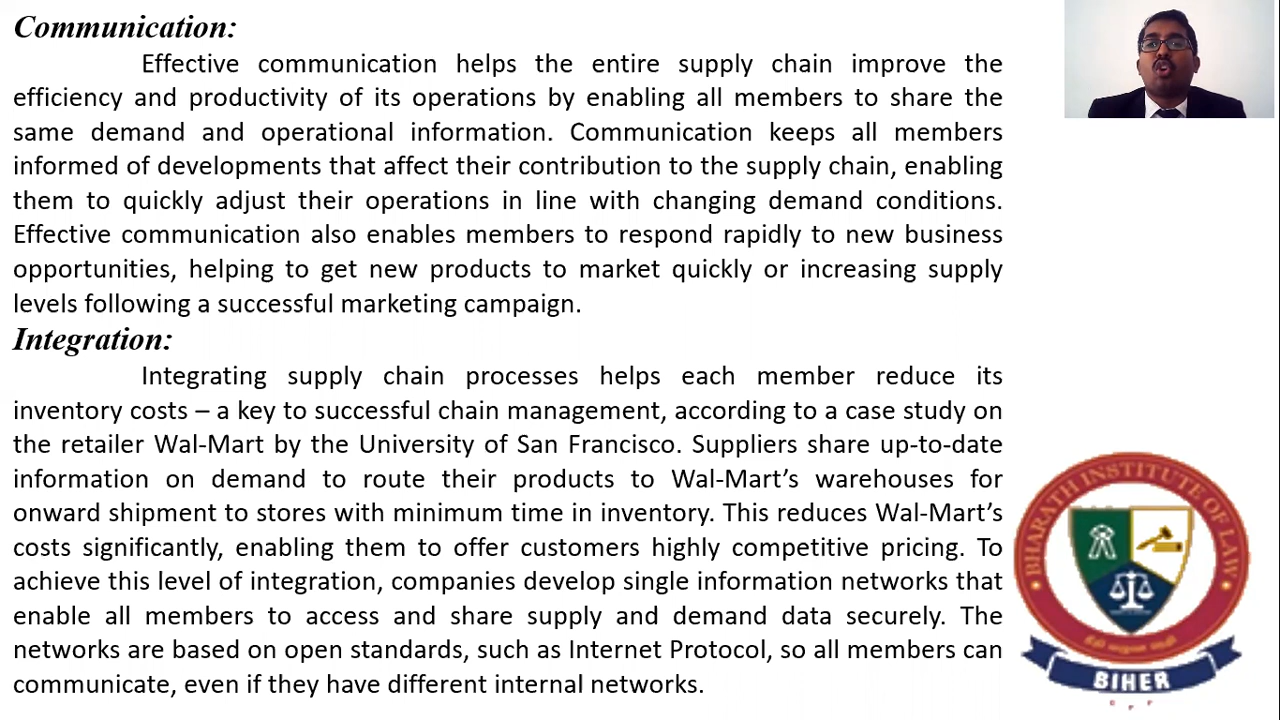 Communication:
Effective communication helps the entire supply chain improve the
efficiency and productivity of its operations by enabling all members to share the
same demand and operational information. Communication keeps all members
informed of developments that affect their contribution to the supply chain, enabling
them to quickly adjust their operations in line with changing demand conditions.
Effective communication also enables members to respond rapidly to new business
opportunities, helping to get new products to market quickly or increasing supply
levels following a successful marketing campaign.
Integration:
Integrating supply chain processes helps each member reduce its
inventory costs – a key to successful chain management, according to a case study on
the retailer Wal-Mart by the University of San Francisco. Suppliers share up-to-date
information on demand to route their products to Wal-Mart’s warehouses for
onward shipment to stores with minimum time in inventory. This reduces Wal-Mart’s
costs significantly, enabling them to offer customers highly competitive pricing. To
achieve this level of integration, companies develop single information networks that
enable all members to access and share supply and demand data securely. The
networks are based on open standards, such as Internet Protocol, so all members can
communicate, even if they have different internal networks.
BHARATH INSTITUTE OF LAW
BIHER